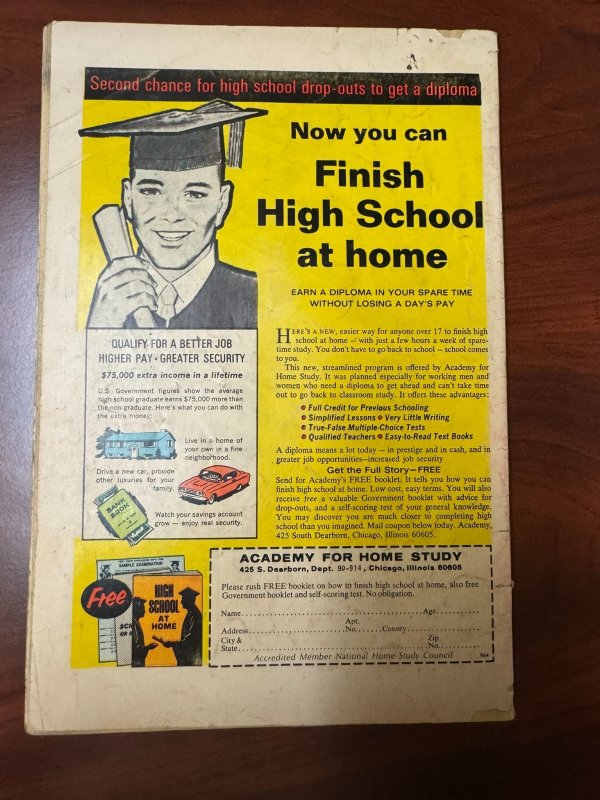 Second chance for high school drop-outs to get a diploma
Now you can
Finish
High School
at home
EARN A DIPLOMA IN YOUR SPARE TIME
WITHOUT LOSING A DAY'S PAY
QUALIFY FOR A BETTER JOB
HIGHER PAY • GREATER SECURITY
$75,000 extra income in a lifetime
U.S. Government figures show the average
high school graduate earns $75,000 more than
the non-graduate. Here's what you can do with
the extra money:
Live in a home of
your own in a fine
neighborhood.
Drive a new car, provide
other luxuries for your
family.
BANK
BOOK
Watch your savings account
grow — enjoy real security.
HERE'S A NEW, easier way for anyone over 17 to finish high
school at home — with just a few hours a week of spare-
time study. You don't have to go back to school — school comes
to you.
This new, streamlined program is offered by Academy for
Home Study. It was planned especially for working men and
women who need a diploma to get ahead and can't take time
out to go back to classroom study. It offers these advantages:
• Full Credit for Previous Schooling
• Simplified Lessons • Very Little Writing
• True-False Multiple-Choice Tests
• Qualified Teachers • Easy-to-Read Text Books
A diploma means a lot today — in prestige and in cash, and in
greater job opportunities—increased job security
Get the Full Story—FREE
Send for Academy's FREE booklet. It tells you how you can
finish high school at home. Low cost, easy terms. You will also
receive free a valuable Government booklet with advice for
drop-outs, and a self-scoring test of your general knowledge.
You may discover you are much closer to completing high
school than you imagined. Mail coupon below today. Academy,
425 South Dearborn, Chicago, Illinois 60605.
SAMPLE EXAMINATION
Free
HIGH
SCHOOL
AT
HOME
ACADEMY FOR HOME STUDY
425 S. Dearborn, Dept. 90-914, Chicago, Illinois 60605
Please rush FREE booklet on how to finish high school at home, also free
Government booklet and self-scoring test. No obligation.
Name Age
Apt.
Address No. County
City & Zip
State No.
Accredited Member National Home Study Council 964